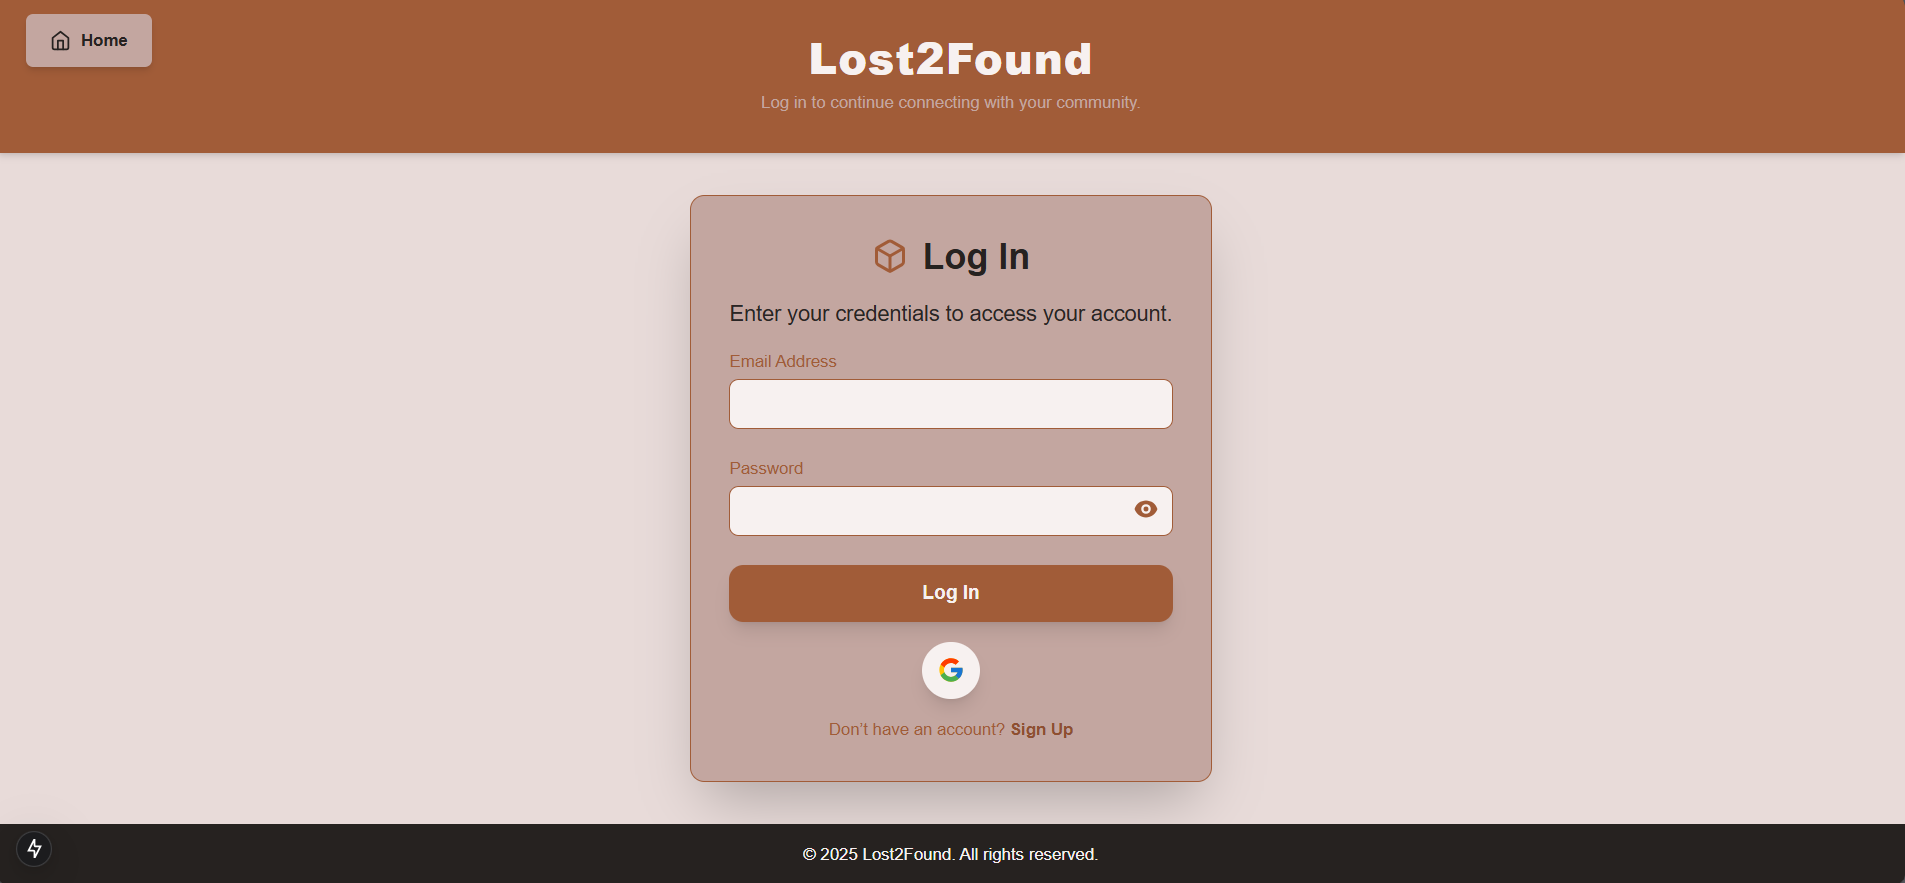 Home
Lost2Found
Log in to continue connecting with your community.
Log In
Enter your credentials to access your account.
Email Address
Password
Log In
Don't have an account? Sign Up
© 2025 Lost2Found. All rights reserved.